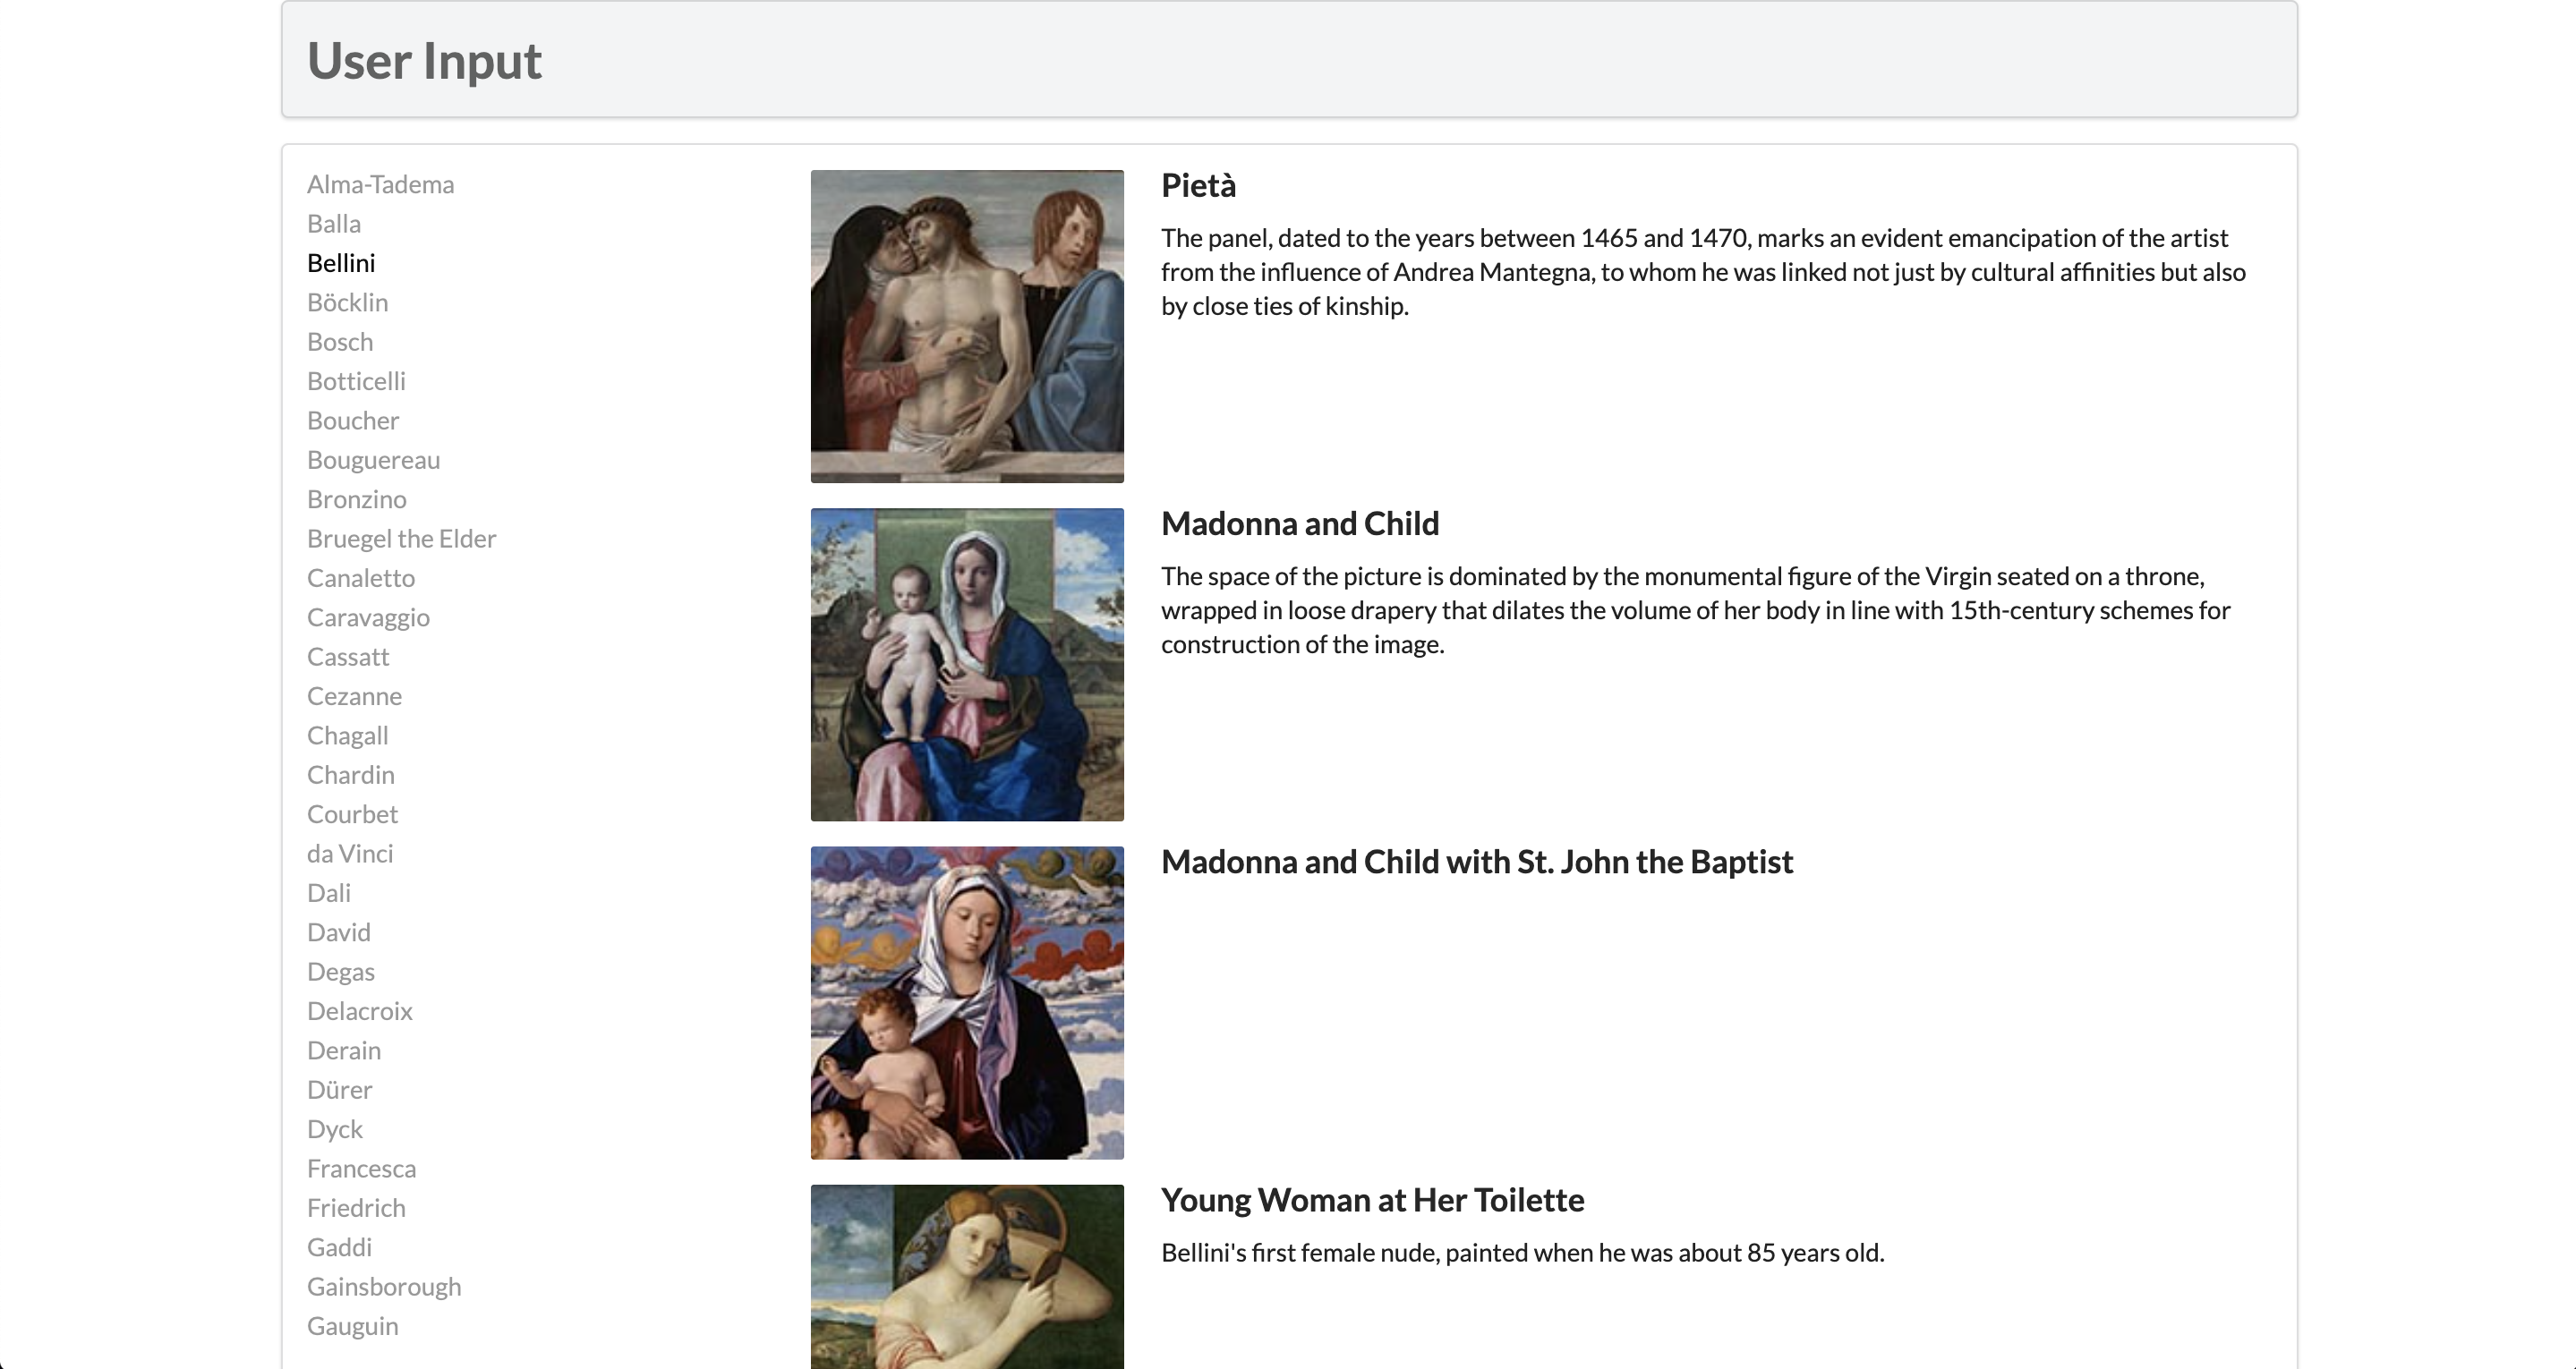 User Input
Alma-Tadema
Balla
Bellini
Böcklin
Bosch
Botticelli
Boucher
Bouguereau
Bronzino
Bruegel the Elder
Canaletto
Caravaggio
Cassatt
Cezanne
Chagall
Chardin
Courbet
da Vinci
Dali
David
Degas
Delacroix
Derain
Dürer
Dyck
Francesca
Friedrich
Gaddi
Gainsborough
Gauguin
Pietà
The panel, dated to the years between 1465 and 1470, marks an evident emancipation of the artist
from the influence of Andrea Mantegna, to whom he was linked not just by cultural affinities but also
by close ties of kinship.
Madonna and Child
The space of the picture is dominated by the monumental figure of the Virgin seated on a throne,
wrapped in loose drapery that dilates the volume of her body in line with 15th-century schemes for
construction of the image.
Madonna and Child with St. John the Baptist
Young Woman at Her Toilette
Bellini's first female nude, painted when he was about 85 years old.